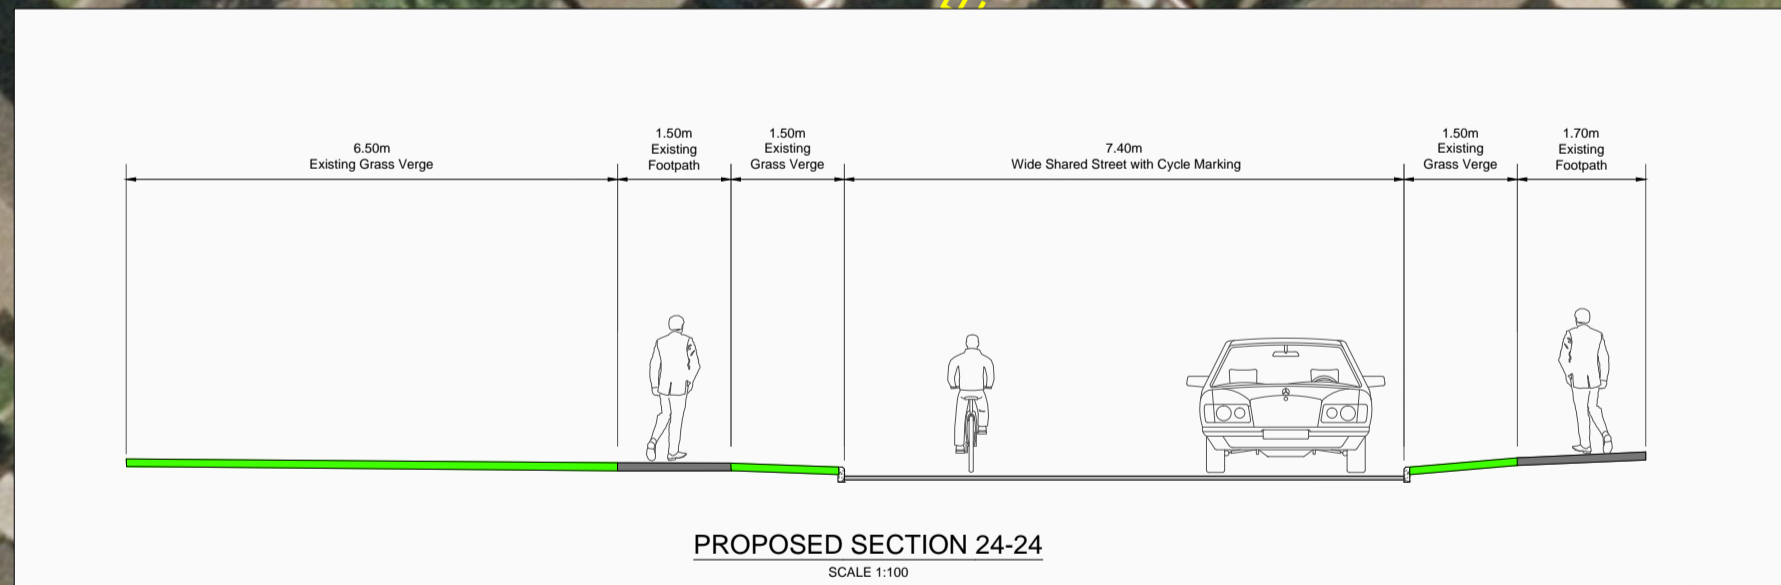 6.50m
Existing Grass Verge
1.50m
Existing
Footpath
1.50m
Existing
Grass Verge
7.40m
Wide Shared Street with Cycle Marking
1.50m
Existing
Grass Verge
1.70m
Existing
Footpath
PROPOSED SECTION 24-24
SCALE 1:100